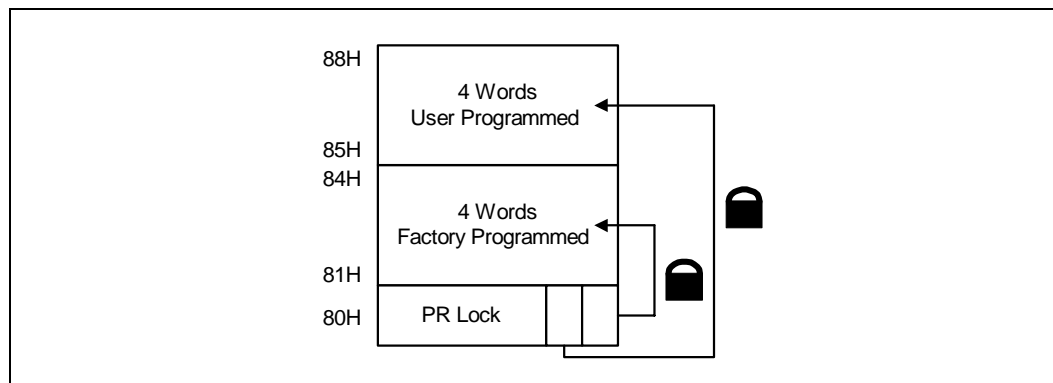 88H
4 Words
User Programmed
85H
84H
4 Words
Factory Programmed
81H
80H
PR Lock